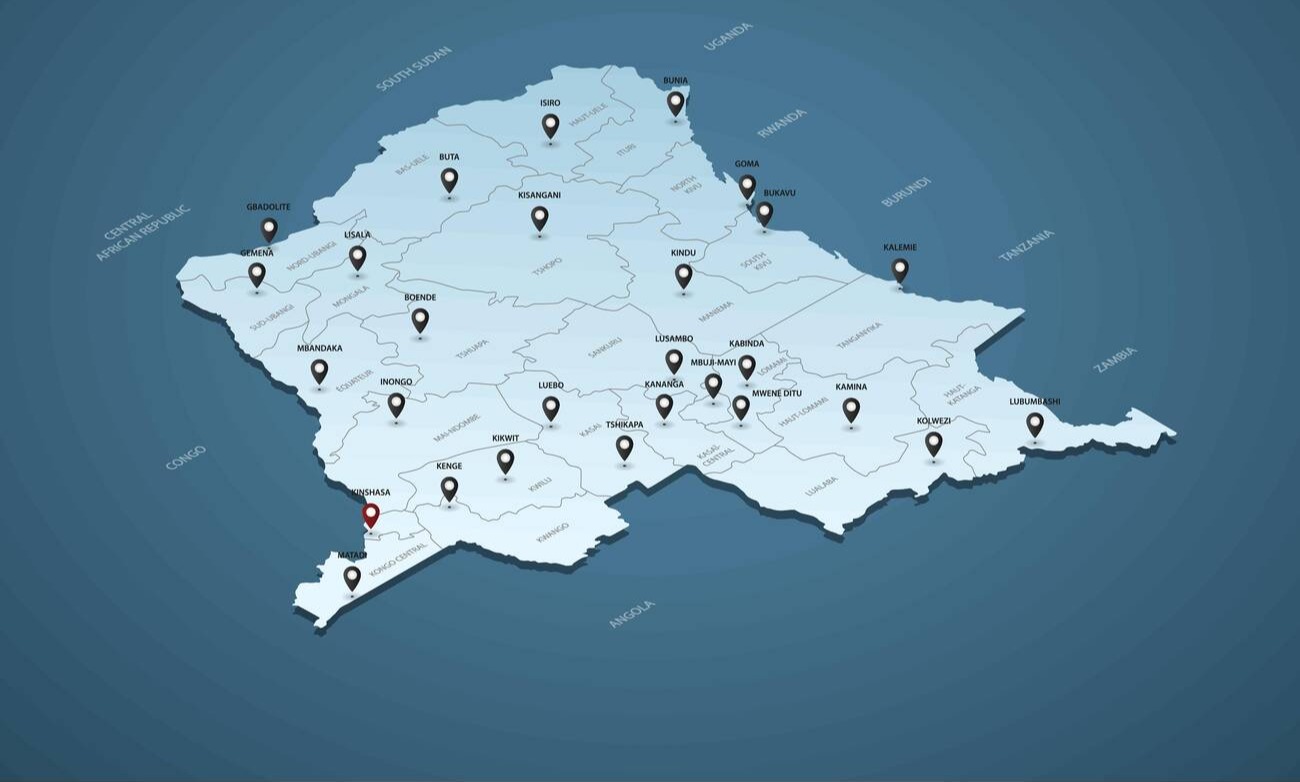 UGANDA
SOUTH SUDAN
BUNIA
ISIRO
HAUT-UELE
RWANDA
ITURI
BUTA
BAS-UELE
GOMA
NORTH
KIVU
BUKAVU
BURUNDI
KISANGANI
GBADOLITE
CENTRAL
AFRICAN REPUBLIC
LISALA
KALEMIE
TANZANIA
GEMENA
NORD-UBANGI
KINDU
SOUTH
KIVU
TSHOPO
BOENDE
MONGALA
SUD-UBANGI
MANIEMA
TANGANYIKA
LUSAMBO
KABINDA
SANKURU
TSHUAPA
MBANDAKA
MBUJI-MAYI
LOMAMI
ZAMBIA
EQUATEUR
INONGO
LUEBO
KANANGA
MWENE DITU
KAMINA
HAUT-
KATANGA
LUBUMBASHI
HAUT-LOMAMI
KOLWEZI
TSHIKAPA
KASAI
MAI-NDOMBE
KIKWIT
KASAI-
CENTRAL
CONGO
KENGE
KWILU
LUALABA
KINSHASA
KWANGO
MATADI
KONGO CENTRAL
ANGOLA